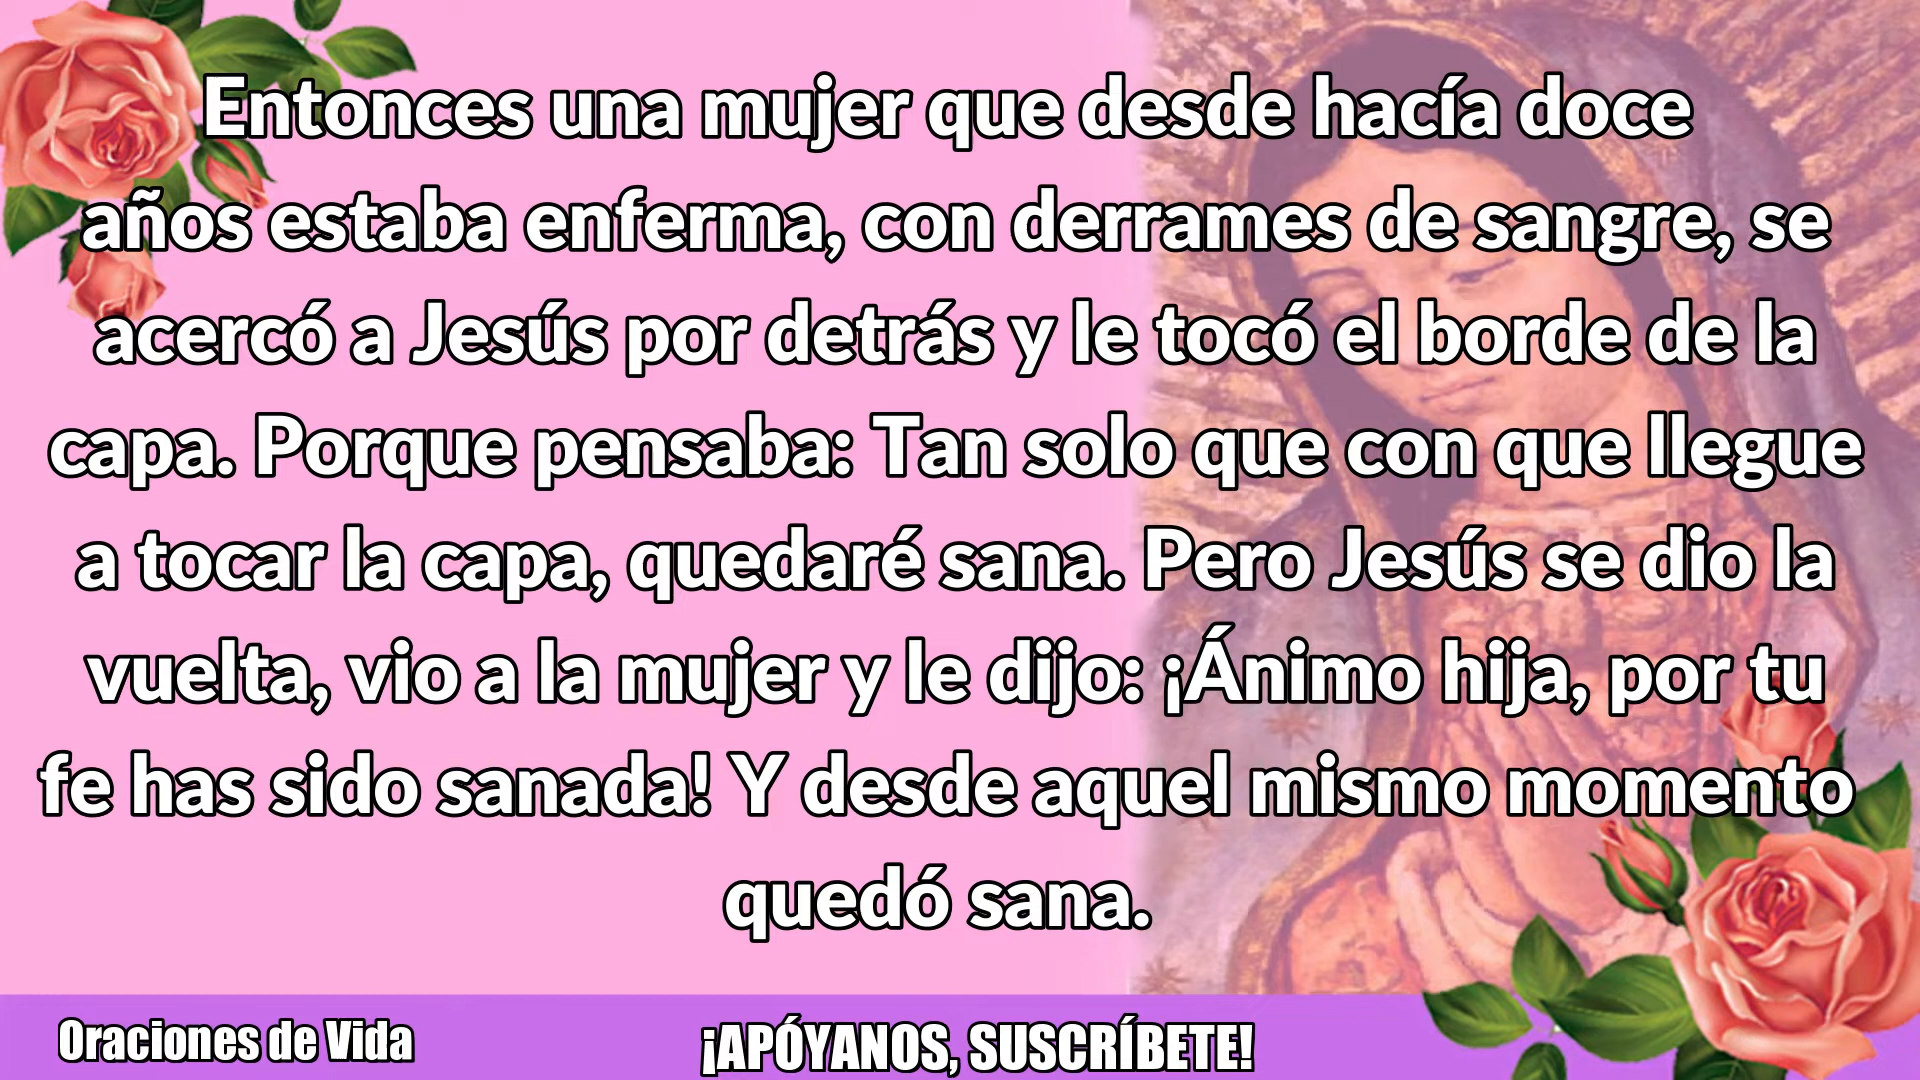 Entonces una mujer que desde hacía doce
años estaba enferma, con derrames de sangre, se
acercó a Jesús por detrás y le tocó el borde de la
capa. Porque pensaba: Tan solo que con que llegue
a tocar la capa, quedaré sana. Pero Jesús se dio la
vuelta, vio a la mujer y le dijo: ¡Ánimo hija, por tu
fe has sido sanada! Y desde aquel mismo momento
quedó sana.
Oraciones de Vida
¡APÓYANOS, SUSCRÍBETE!